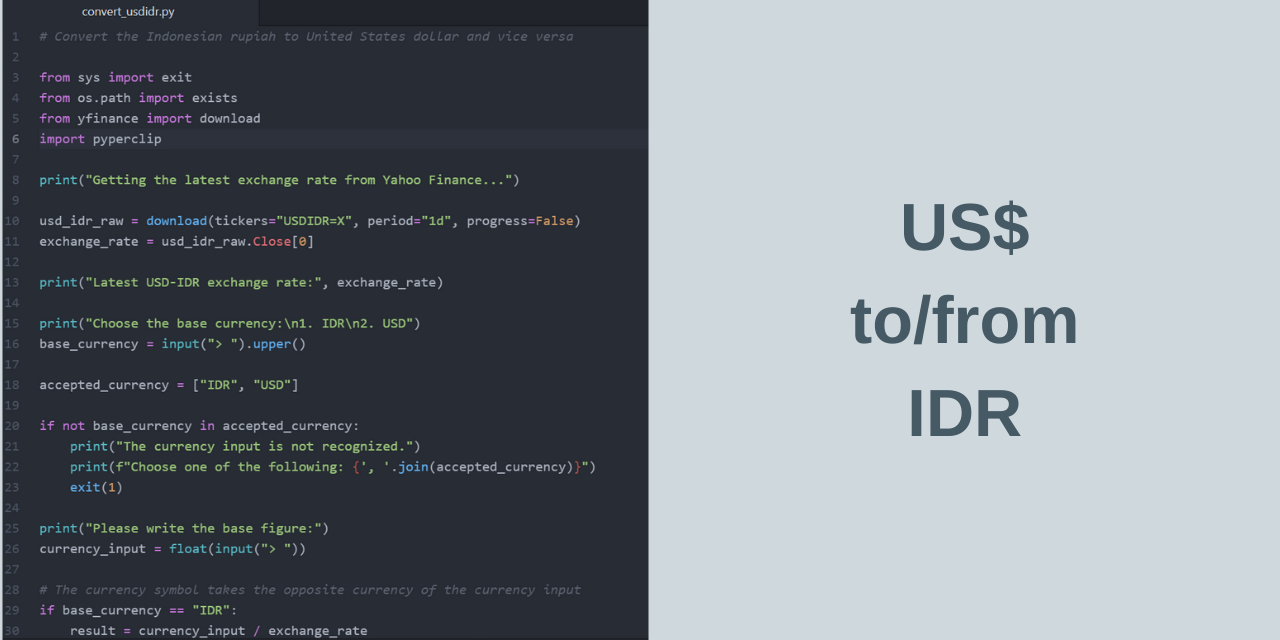 convert_usdidr.py
1 # Convert the Indonesian rupiah to United States dollar and vice versa
2
3 from sys import exit
4 from os.path import exists
5 from yfinance import download
6 import pyperclip
7
8 print("Getting the latest exchange rate from Yahoo Finance...")
9
10 usd_idr_raw = download(tickers="USDIDR=X", period="1d", progress=False)
11 exchange_rate = usd_idr_raw.Close[0]
12
13 print("Latest USD-IDR exchange rate:", exchange_rate)
14
15 print("Choose the base currency:\n1. IDR\n2. USD")
16 base_currency = input("> ").upper()
17
18 accepted_currency = ["IDR", "USD"]
19
20 if not base_currency in accepted_currency:
21     print("The currency input is not recognized.")
22     print(f"Choose one of the following: {', '.join(accepted_currency)}")
23     exit(1)
24
25 print("Please write the base figure:")
26 currency_input = float(input("> "))
27
28 # The currency symbol takes the opposite currency of the currency input
29 if base_currency == "IDR":
30     result = currency_input / exchange_rate
US$
to/from
IDR